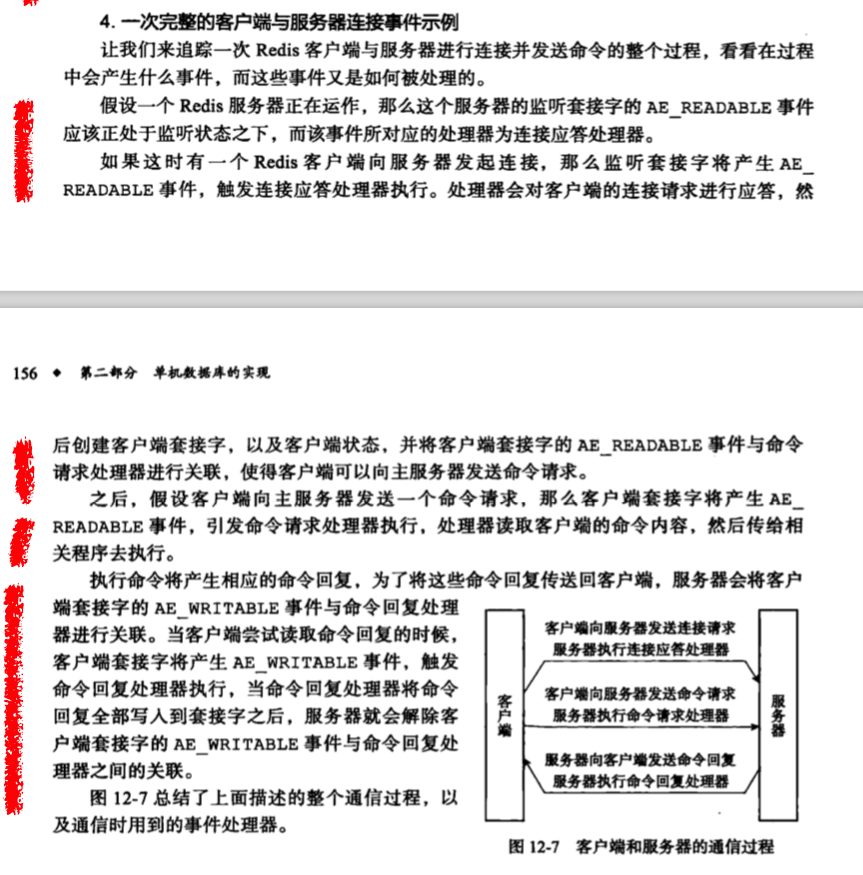 4. 一次完整的客户端与服务器连接事件示例
让我们来追踪一次 Redis 客户端与服务器进行连接并发送命令的整个过程，看看在过程
中会产生什么事件，而这些事件又是如何被处理的。
假设一个 Redis 服务器正在运作，那么这个服务器的监听套接字的 AE_READABLE 事件
应该正处于监听状态之下，而该事件所对应的处理器为连接应答处理器。
如果这时有一个 Redis 客户端向服务器发起连接，那么监听套接字将产生 AE_
READABLE 事件，触发连接应答处理器执行。处理器会对客户端的连接请求进行应答，然
156 ◆ 第二部分 单机数据库的实现
后创建客户端套接字，以及客户端状态，并将客户端套接字的 AE_READABLE 事件与命令
请求处理器进行关联，使得客户端可以向主服务器发送命令请求。
之后，假设客户端向主服务器发送一个命令请求，那么客户端套接字将产生 AE_
READABLE 事件，引发命令请求处理器执行，处理器读取客户端的命令内容，然后传给相
关程序去执行。
执行命令将产生相应的命令回复，为了将这些命令回复传送回客户端，服务器会将客户
端套接字的 AE_WRITABLE 事件与命令回复处理
器进行关联。当客户端尝试读取命令回复的时候，
客户端套接字将产生 AE_WRITABLE 事件，触发
命令回复处理器执行，当命令回复处理器将命令
回复全部写入到套接字之后，服务器就会解除客
户端套接字的 AE_WRITABLE 事件与命令回复处
理器之间的关联。
图 12-7 总结了上面描述的整个通信过程，以
及通信时用到的事件处理器。
客户端
客户端向服务器发送连接请求
服务器执行连接应答处理器
客户端向服务器发送命令请求
服务器执行命令请求处理器
服务器向客户端发送命令回复
服务器执行命令回复处理器
服务器
图 12-7 客户端和服务器的通信过程